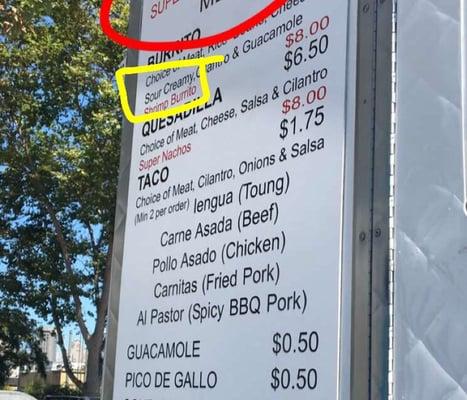 SUPE
BURRITO
Choice of Meat, Rice Beans, Cheese
Sour Creamy, Cilantro & Guacamole
Shrimp Burrito $8.00
QUESADILLA $6.50
Choice of Meat, Cheese, Salsa & Cilantro
Super Nachos $8.00
TACO $1.75
Choice of Meat, Cilantro, Onions & Salsa
(Min 2 per order) lengua (Toung)
Carne Asada (Beef)
Pollo Asado (Chicken)
Carnitas (Fried Pork)
Al Pastor (Spicy BBQ Pork)
GUACAMOLE $0.50
PICO DE GALLO $0.50